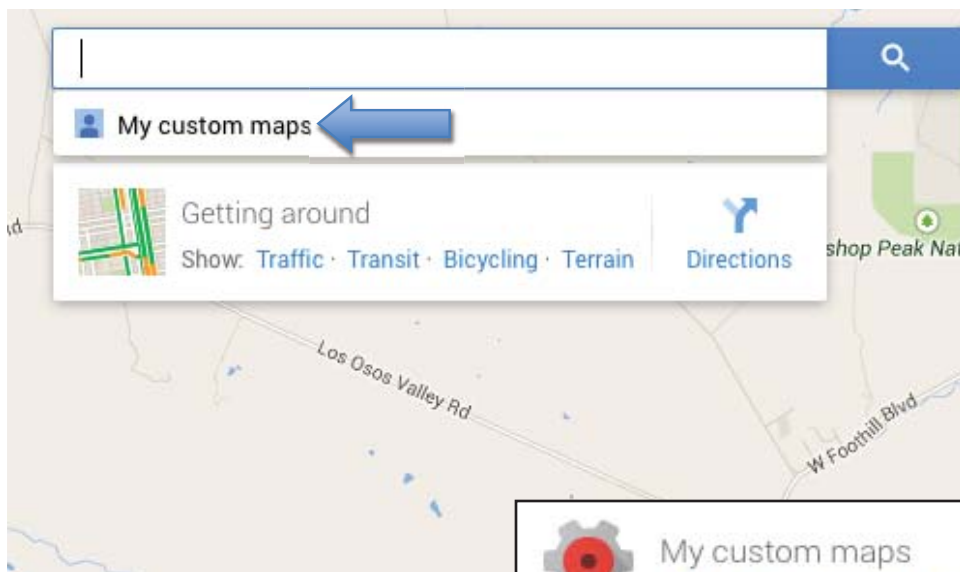 My custom maps
Getting around
Show: Traffic · Transit · Bicycling · Terrain
Directions
shop Peak Nat
Los Osos Valley Rd
W Foothill Blvd
My custom maps